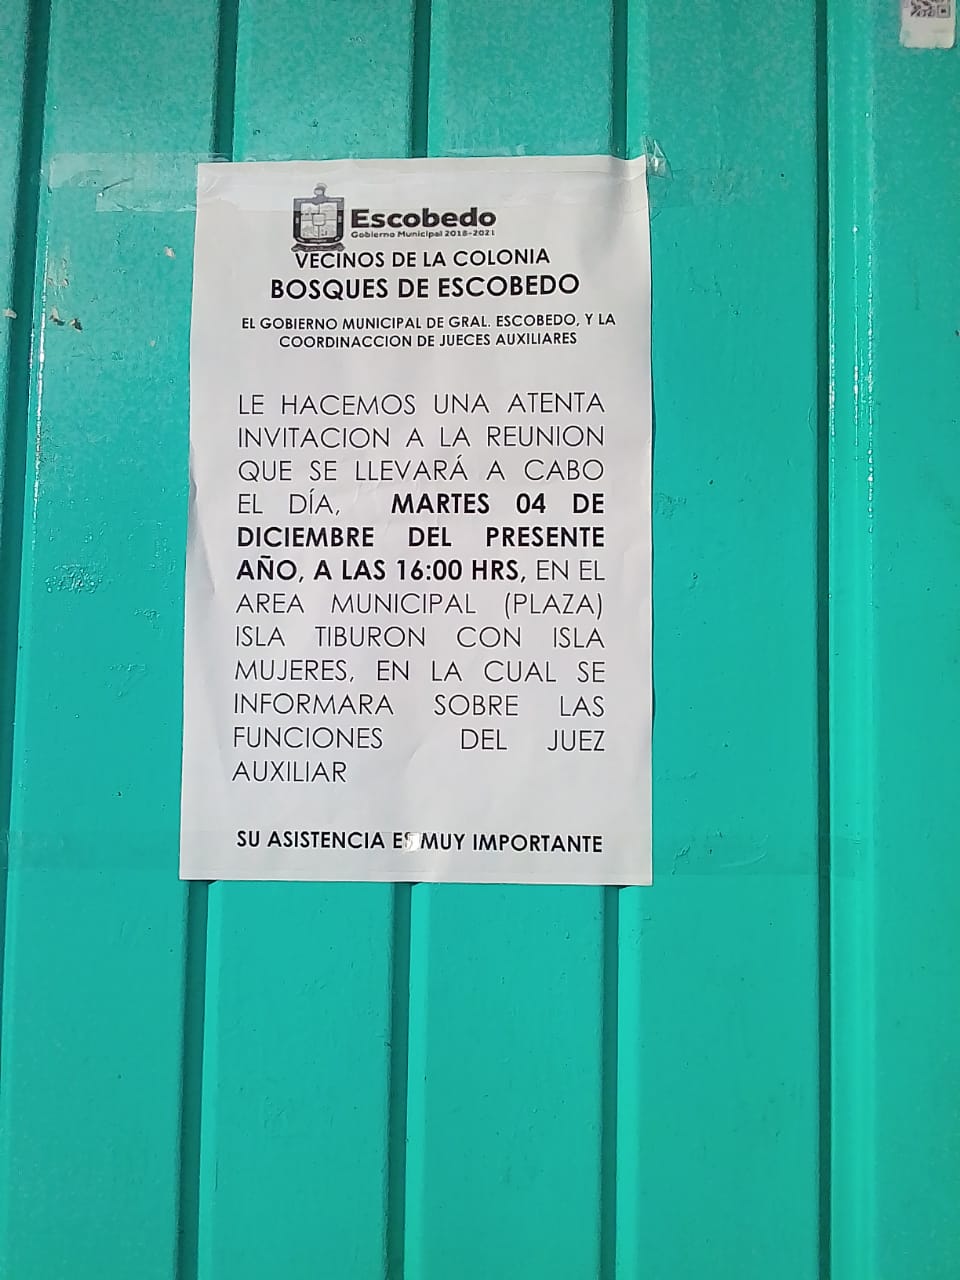 Escobedo
Gobierno Municipal 2018-2021
VECINOS DE LA COLONIA
BOSQUES DE ESCOBEDO
EL GOBIERNO MUNICIPAL DE GRAL. ESCOBEDO, Y LA
COORDINACCION DE JUECES AUXILIARES
LE HACEMOS UNA ATENTA
INVITACION A LA REUNION
QUE SE LLEVARÁ A CABO
EL DÍA, MARTES 04 DE
DICIEMBRE DEL PRESENTE
AÑO, A LAS 16:00 HRS, EN EL
AREA MUNICIPAL (PLAZA)
ISLA TIBURON CON ISLA
MUJERES, EN LA CUAL SE
INFORMARA SOBRE LAS
FUNCIONES DEL JUEZ
AUXILIAR
SU ASISTENCIA ES MUY IMPORTANTE